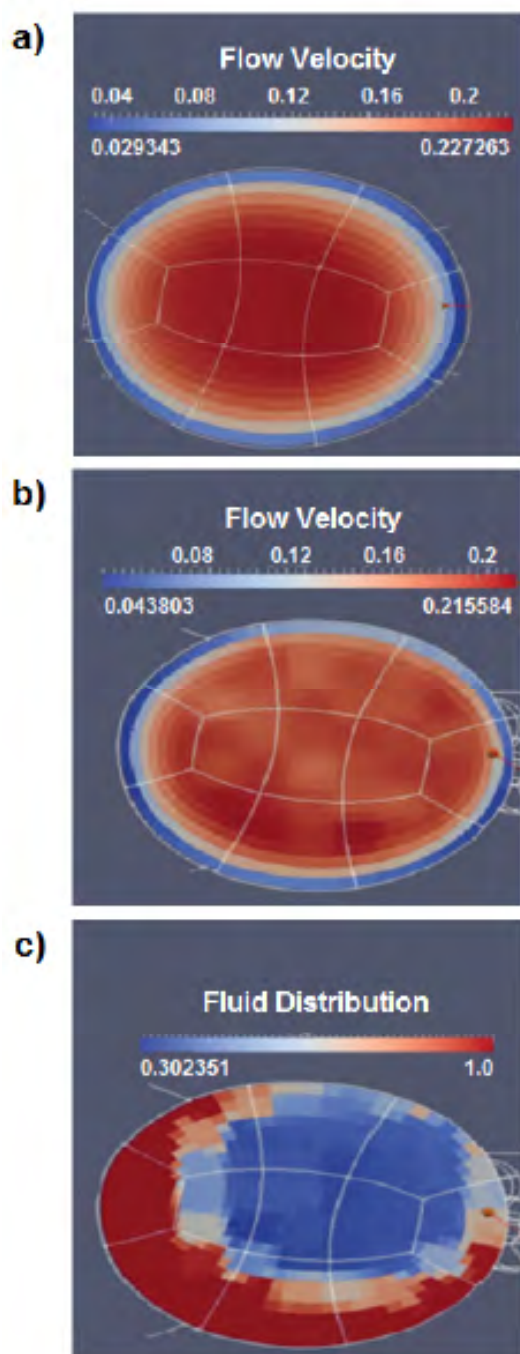 a)
Flow Velocity
0.04 0.08 0.12 0.16 0.2
0.029343 0.227263
b)
Flow Velocity
0.08 0.12 0.16 0.2
0.043803 0.215584
c)
Fluid Distribution
0.302351 1.0